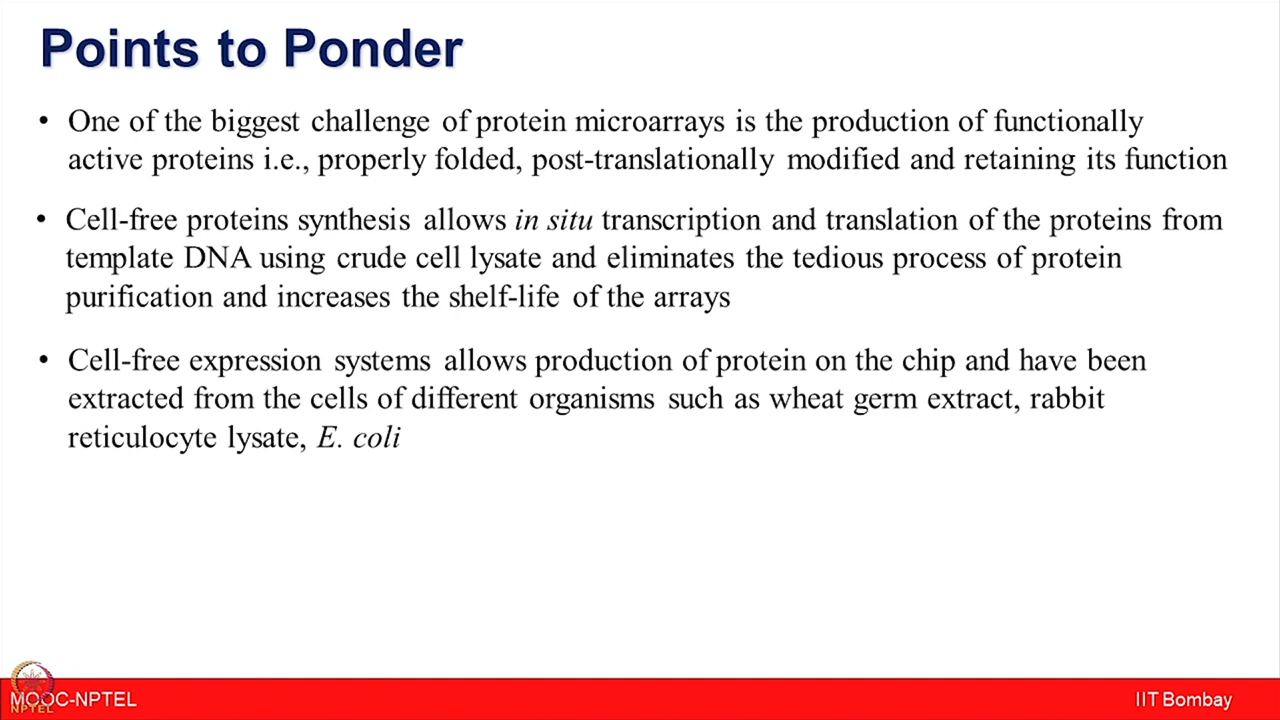 Points to Ponder
• One of the biggest challenge of protein microarrays is the production of functionally
active proteins i.e., properly folded, post-translationally modified and retaining its function
• Cell-free proteins synthesis allows in situ transcription and translation of the proteins from
template DNA using crude cell lysate and eliminates the tedious process of protein
purification and increases the shelf-life of the arrays
• Cell-free expression systems allows production of protein on the chip and have been
extracted from the cells of different organisms such as wheat germ extract, rabbit
reticulocyte lysate, E. coli
MOOC-NPTEL
NPTEL
IIT Bombay